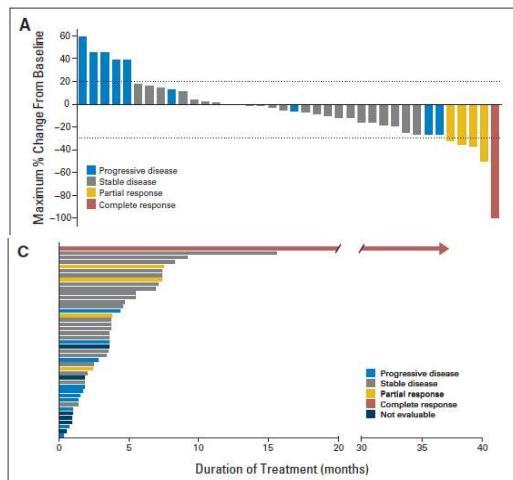 A
Maximum % Change From Baseline
60
40
20
0
−20
−40
−60
−80
−100
Progressive disease
Stable disease
Partial response
Complete response
C
Progressive disease
Stable disease
Partial response
Complete response
Not evaluable
0 5 10 15 20 30 35 40
Duration of Treatment (months)